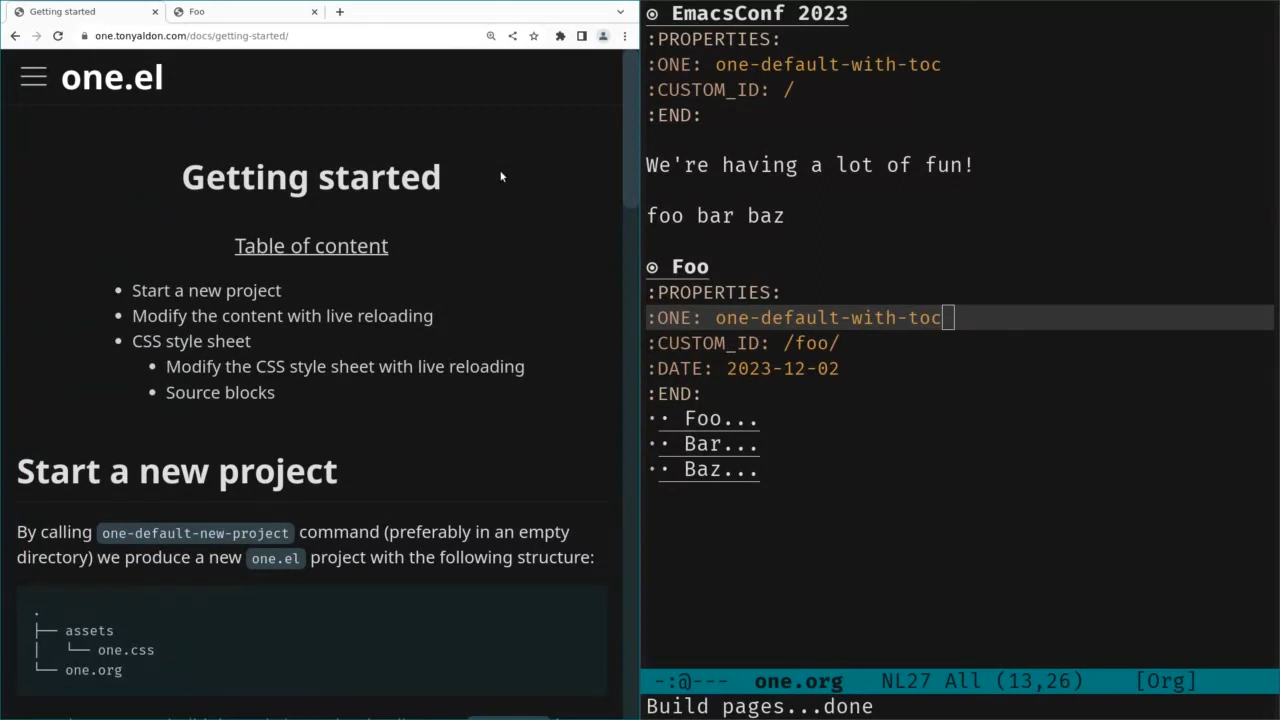 Getting started
Foo
one.tonyaldon.com/docs/getting-started/
one.el
Getting started
Table of content
Start a new project
Modify the content with live reloading
CSS style sheet
Modify the CSS style sheet with live reloading
Source blocks
Start a new project
By calling one-default-new-project command (preferably in an empty
directory) we produce a new one.el project with the following structure:
.
├── assets
│   └── one.css
└── one.org
EmacsConf 2023
:PROPERTIES:
:ONE: one-default-with-toc
:CUSTOM_ID: /
:END:
We're having a lot of fun!
foo bar baz
Foo
:PROPERTIES:
:ONE: one-default-with-toc
:CUSTOM_ID: /foo/
:DATE: 2023-12-02
:END:
·· Foo...
·· Bar...
·· Baz...
-:@--- one.org NL27 All (13,26) [Org]
Build pages...done